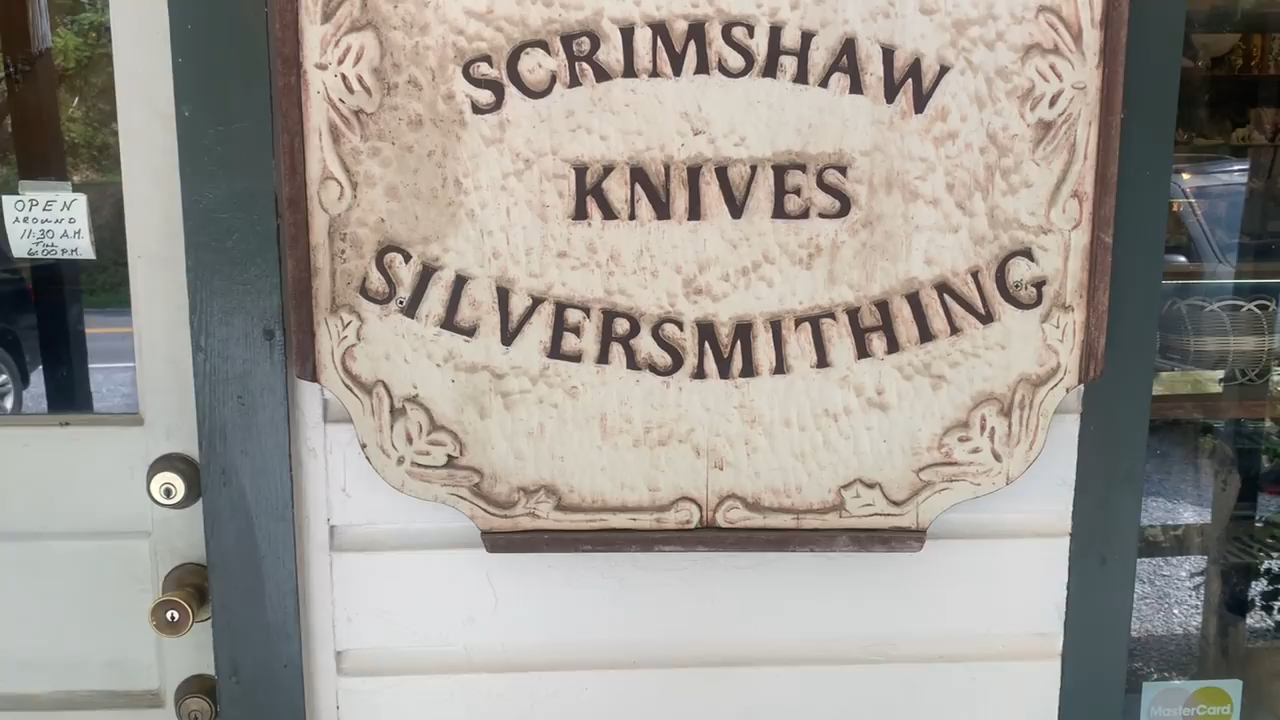 SCRIMSHAW
KNIVES
SILVERSMITHING
OPEN
AROUND
11:30 A.M.
TILL
6:00 P.M.
MasterCard